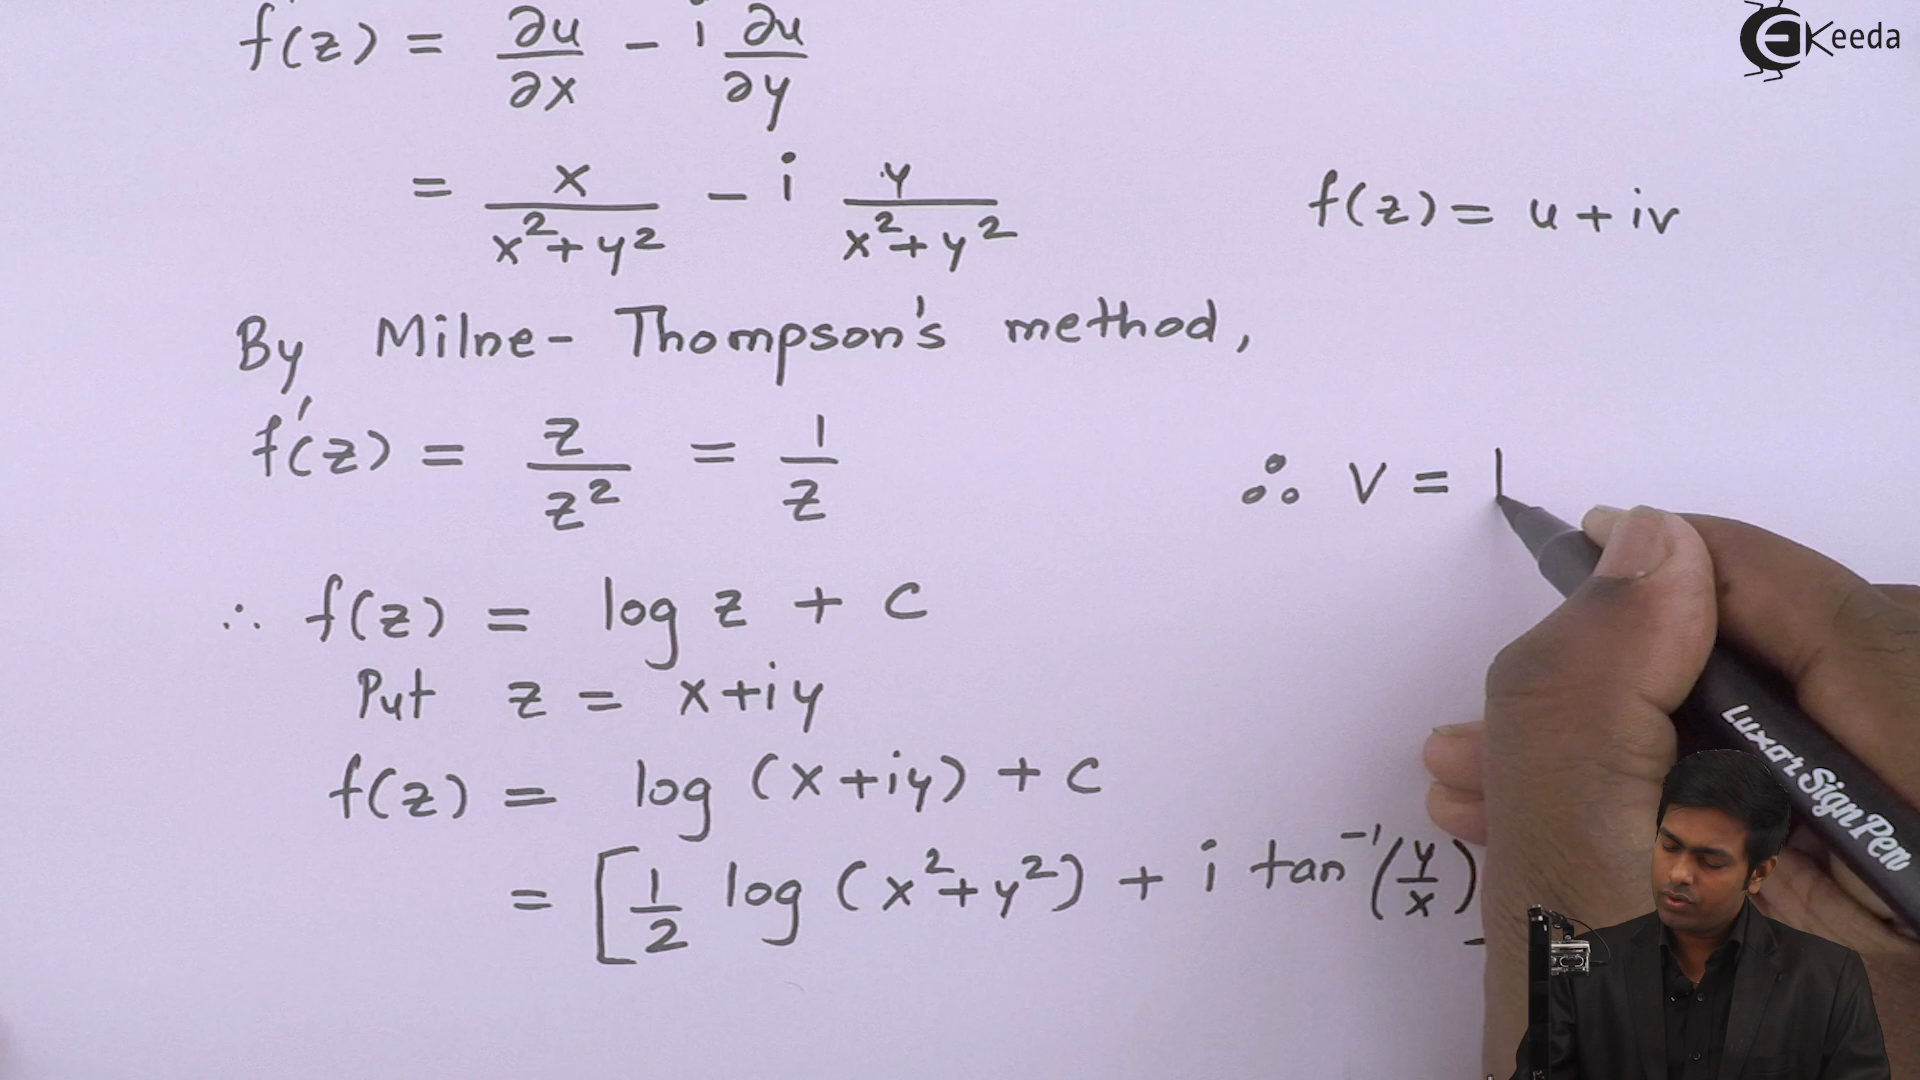 f'(z) = ∂u/∂x - i ∂u/∂y
= x/(x²+y²) - i y/(x²+y²)
By Milne-Thompson's method,
f'(z) = z/z² = 1/z
∴ f(z) = log z + c
Put z = x+iy
f(z) = log (x+iy) + c
= [1/2 log (x²+y²) + i tan⁻¹(y/x)
f(z) = u + iv
∴ v = l
EKeeda
Luxor Sign Pen